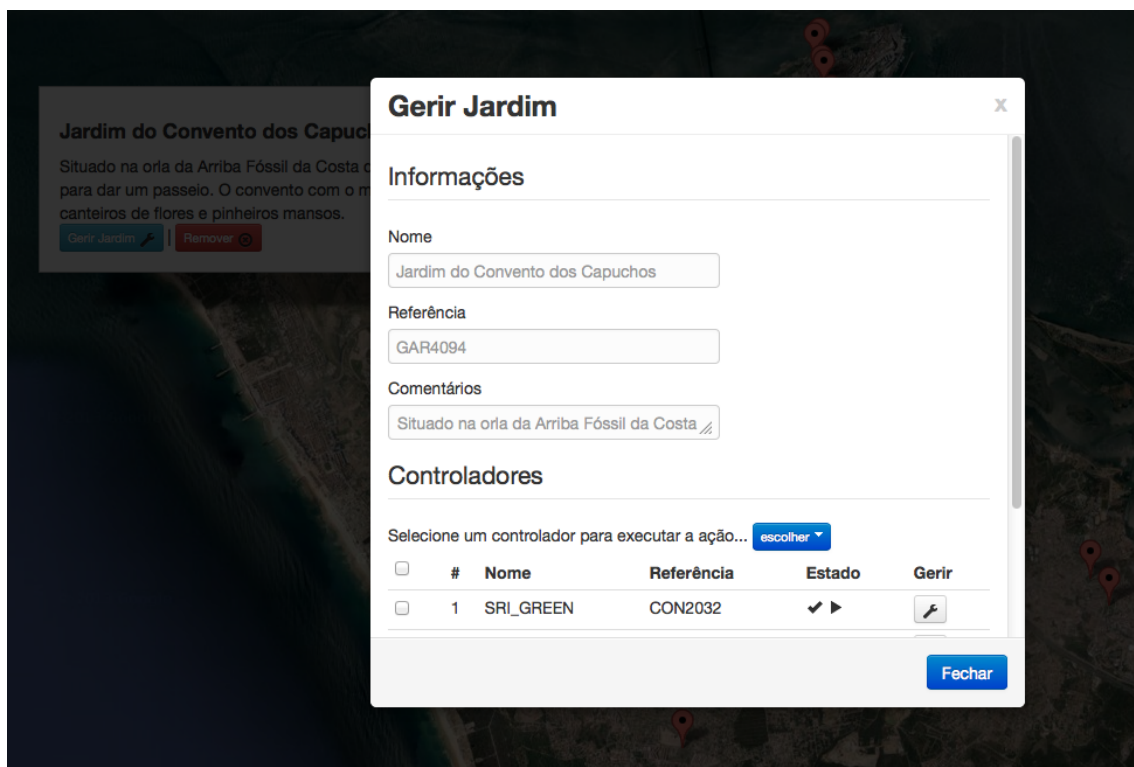 Jardim do Convento dos Capuc
Situado na orla da Arriba Fóssil da Costa
para dar um passeio. O convento com o m
canteiros de flores e pinheiros mansos.
Gerir Jardim | Remover
Gerir Jardim x
Informações
Nome
Jardim do Convento dos Capuchos
Referência
GAR4094
Comentários
Situado na orla da Arriba Fóssil da Costa
Controladores
Selecione um controlador para executar a ação... escolher
# Nome Referência Estado Gerir
1 SRI_GREEN CON2032
Fechar